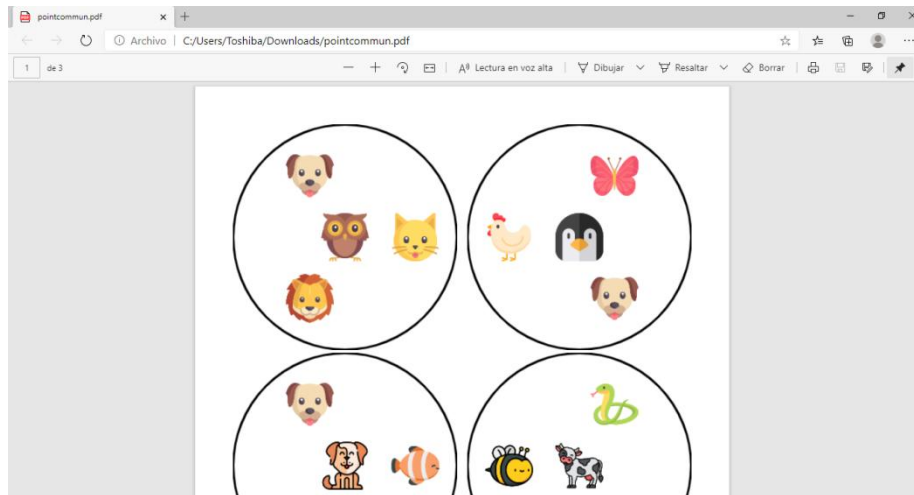 pointcommun.pdf
Archivo | C:/Users/Toshiba/Downloads/pointcommun.pdf
1 de 3
A Lectura en voz alta | Dibujar | Resaltar | Borrar